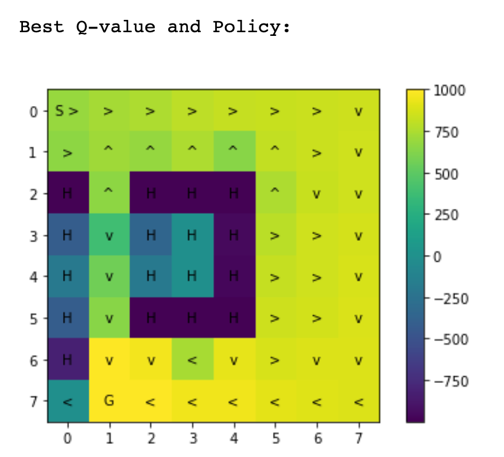 Best Q-value and Policy:
0 S > > > > > > > v
1 > ^ ^ ^ ^ ^ > v
2 H ^ H H H ^ v v
3 H v H H H > > v
4 H v H H H > > v
5 H v H H H > > v
6 H v v < v > v v
7 < G < < < < < <
0 1 2 3 4 5 6 7
1000
750
500
250
0
−250
−500
−750